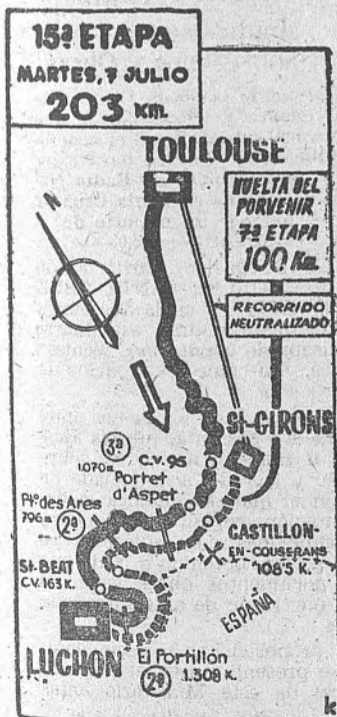 15ª ETAPA
MARTES, 7 JULIO
203 KM.
TOULOUSE
VUELTA DEL
PORVENIR
7ª ETAPA
100 Km.
N
RECORRIDO
NEUTRALIZADO
St-GIRONS
3ª
1.070 m
C.V. 95
Portet
d'Aspet
Ptº des Ares
796m
2ª
CASTILLON-
EN-COUSERANS
108'5 K.
St-BEAT
C.V. 163 K.
ESPAÑA
LUCHON
El Portillón
2ª
1.308 K.
k